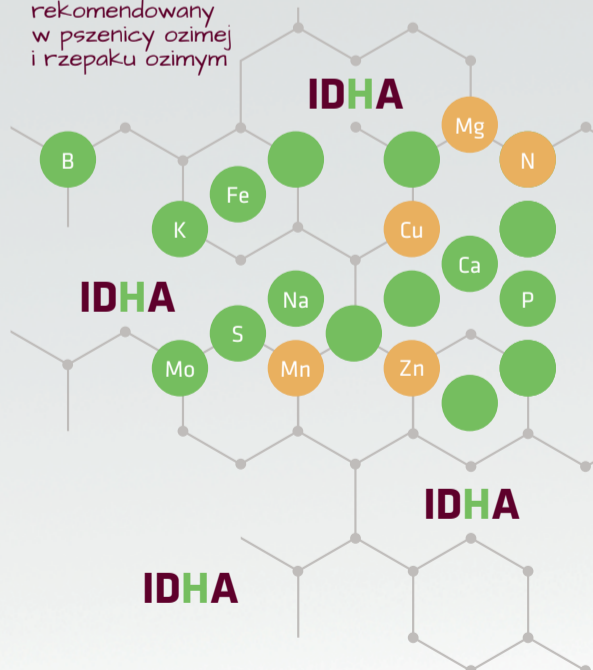 rekomendowany
w pszenicy ozimej
i rzepaku ozimym
IDHA
Mg
B
N
Fe
K
Cu
Ca
IDHA
Na
P
S
Mo
Mn
Zn
IDHA
IDHA